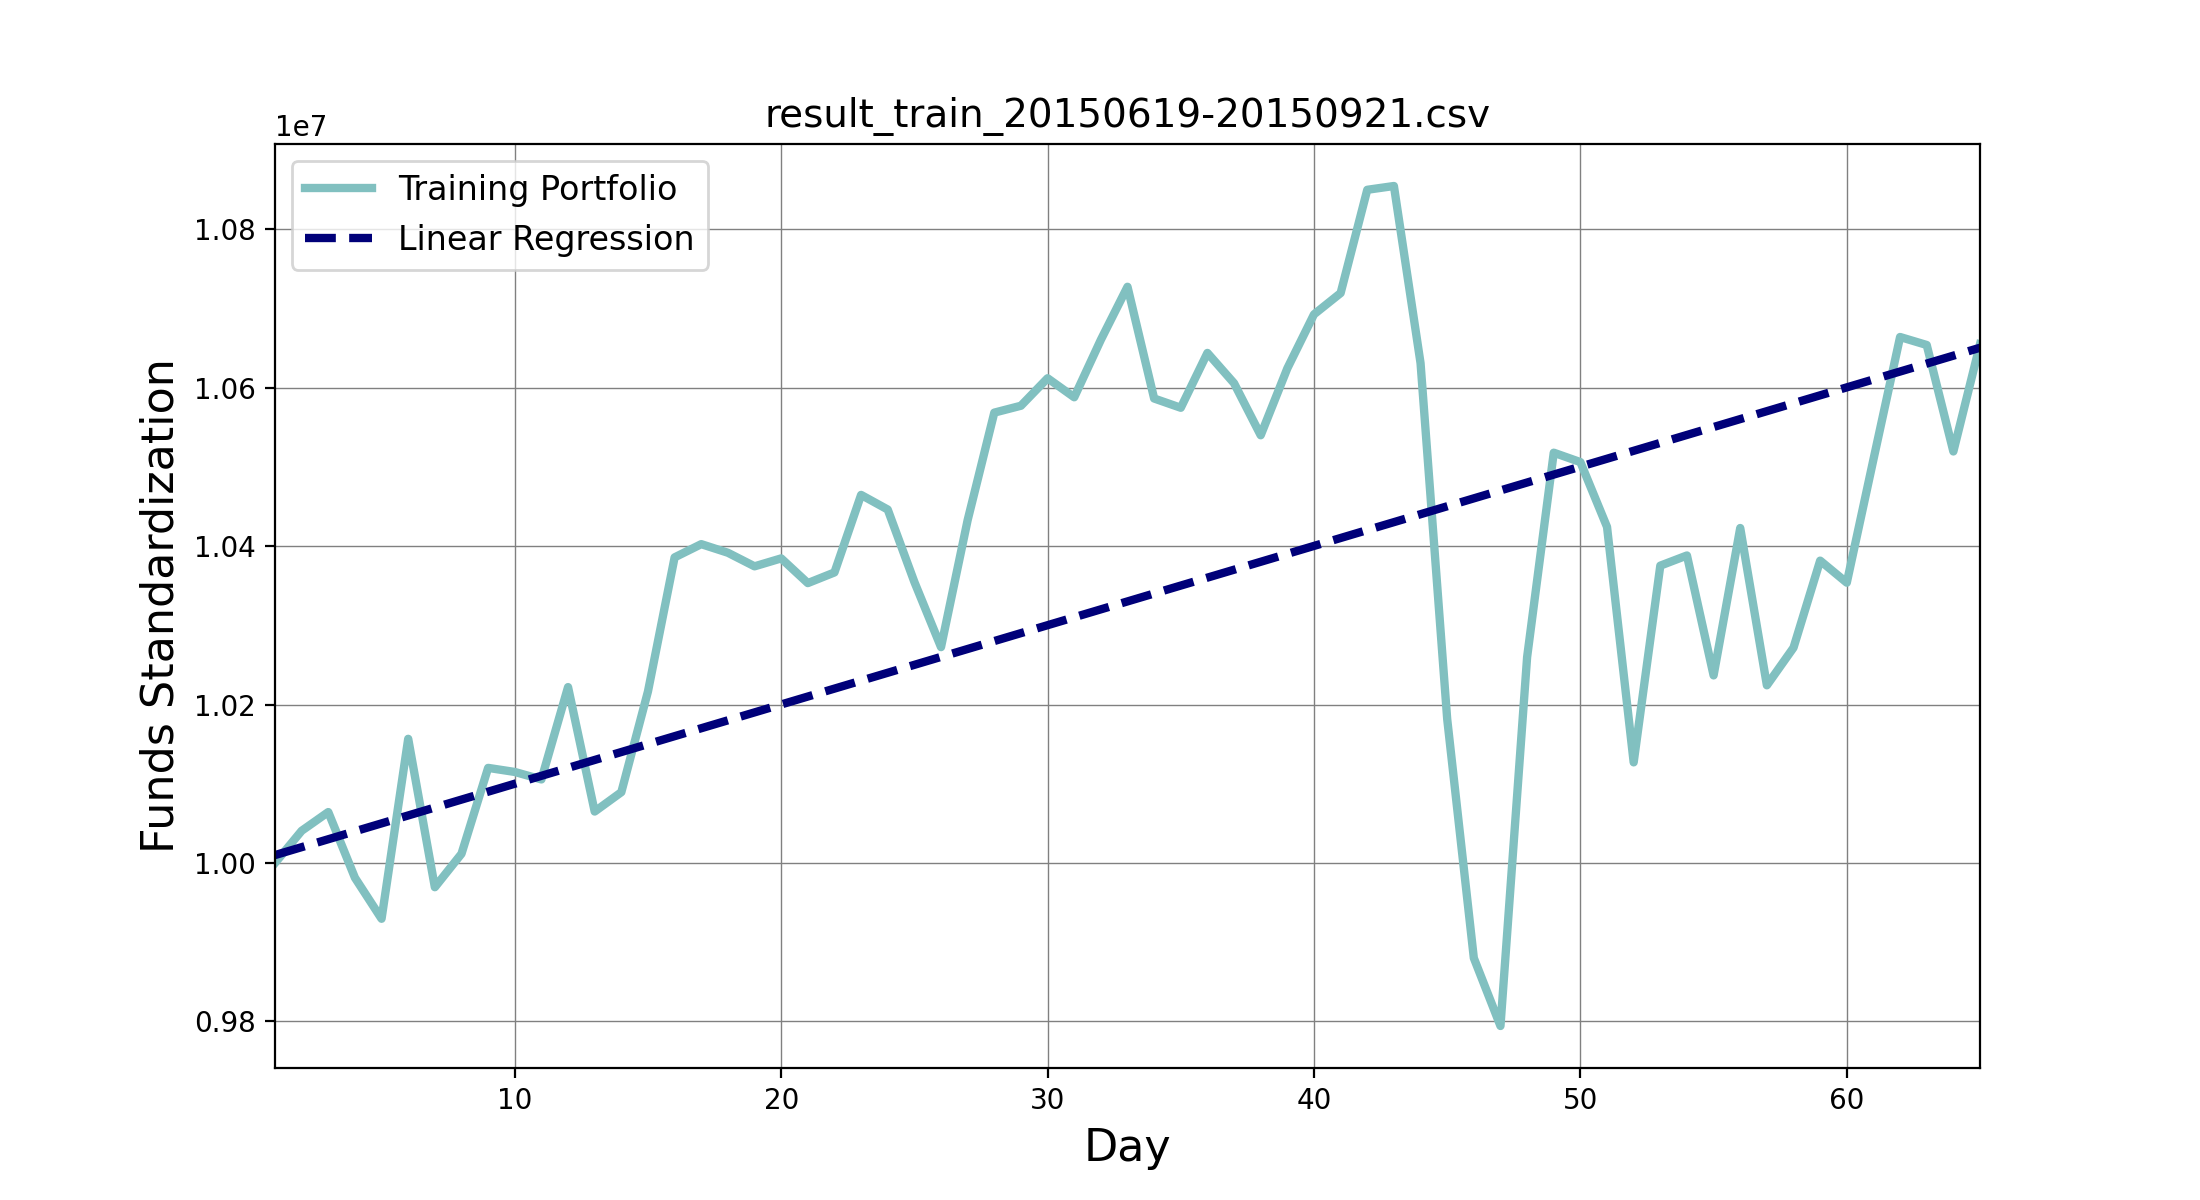 result_train_20150619-20150921.csv
1e7
Training Portfolio
Linear Regression
1.08
1.06
1.04
1.02
1.00
0.98
Funds Standardization
10 20 30 40 50 60
Day